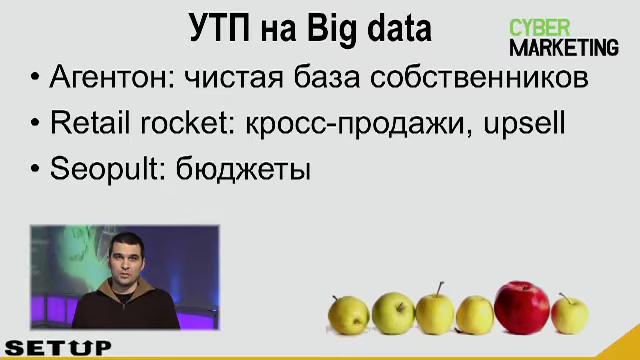 УТП на Big data
CYBER
MARKETING
• Агентон: чистая база собственников
• Retail rocket: кросс-продажи, upsell
• Seopult: бюджеты
SETUP